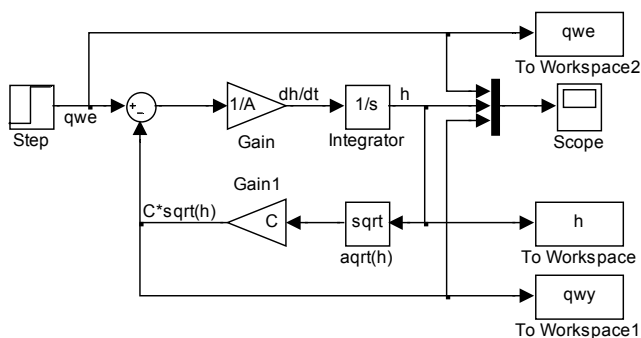 qwe
To Workspace2
+
-
1/A
dh/dt
1/s
h
qwe
Step
Gain
Integrator
Scope
Gain1
C*sqrt(h)
C
sqrt
h
aqrt(h)
To Workspace
qwy
To Workspace1